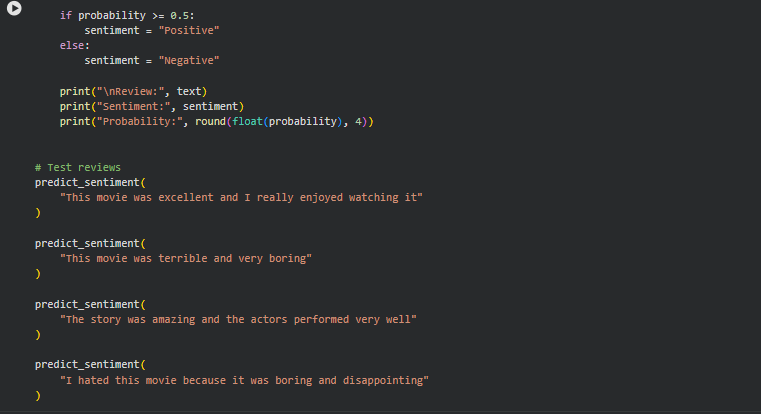 if probability >= 0.5:
        sentiment = "Positive"
    else:
        sentiment = "Negative"

    print("\nReview:", text)
    print("Sentiment:", sentiment)
    print("Probability:", round(float(probability), 4))


# Test reviews
predict_sentiment(
    "This movie was excellent and I really enjoyed watching it"
)

predict_sentiment(
    "This movie was terrible and very boring"
)

predict_sentiment(
    "The story was amazing and the actors performed very well"
)

predict_sentiment(
    "I hated this movie because it was boring and disappointing"
)